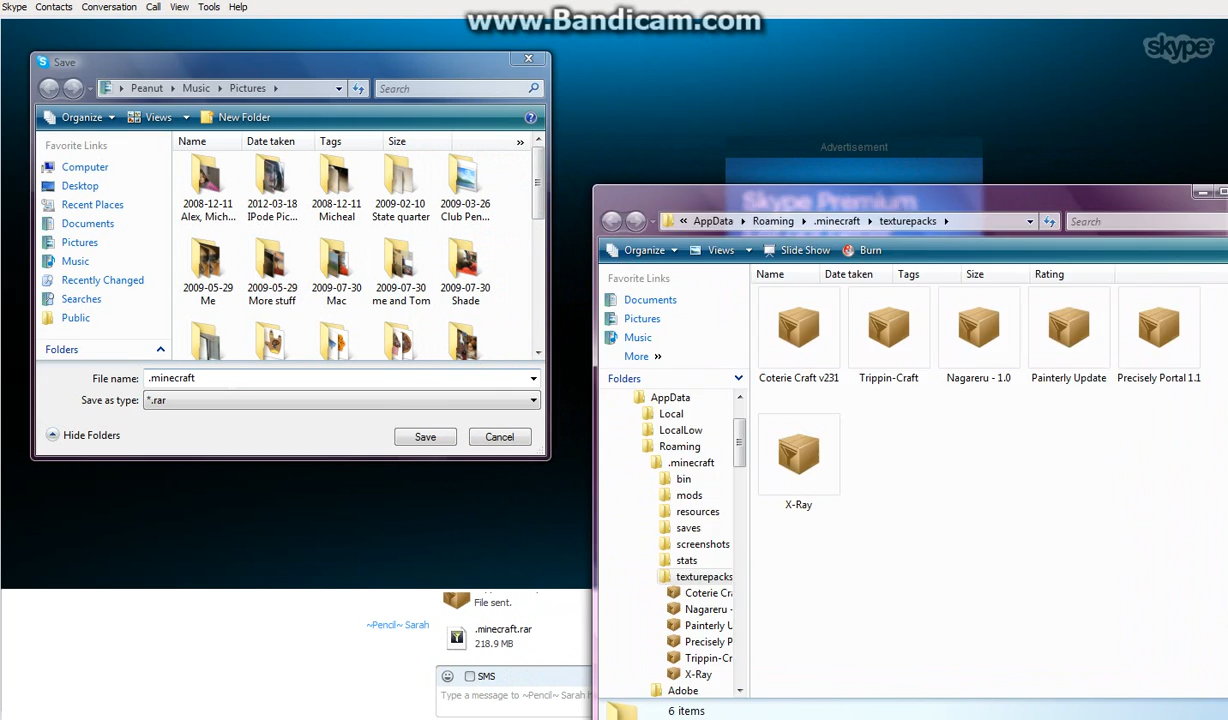 Skype Contacts Conversation Call View Tools Help
www.Bandicam.com
skype
Save
Peanut Music Pictures
Search
Organize Views New Folder
Favorite Links
Computer
Desktop
Recent Places
Documents
Pictures
Music
Recently Changed
Searches
Public
Folders
Name Date taken Tags Size »
2008-12-11 Alex, Mich...
2012-03-18 IPode Pic...
2008-12-11 Micheal
2009-02-10 State quarter
2009-03-26 Club Pen...
2009-05-29 Me
2009-05-29 More stuff
2009-07-30 Mac
2009-07-30 me and Tom
2009-07-30 Shade
File name: .minecraft
Save as type: *.rar
Hide Folders Save Cancel
Advertisement
Skype Premium
« AppData Roaming .minecraft texturepacks
Search
Organize Views Slide Show Burn
Favorite Links
Documents
Pictures
Music
More »
Folders
AppData
Local
LocalLow
Roaming
.minecraft
bin
mods
resources
saves
screenshots
stats
texturepacks
Coterie Cr
Nagareru -
Painterly U
Precisely P
Trippin-Cr
X-Ray
Adobe
Name Date taken Tags Size Rating
Coterie Craft v231 Trippin-Craft Nagareru - 1.0 Painterly Update Precisely Portal 1.1
X-Ray
6 items
File sent.
~Pencil~ Sarah
.minecraft.rar
218.9 MB
SMS
Type a message to ~Pencil~ Sarah